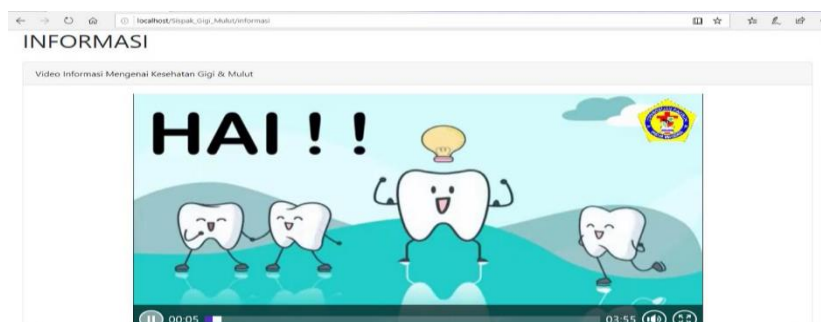 localhost/Sispak_Gigi_Mulut/informasi
INFORMASI
Video Informasi Mengenai Kesehatan Gigi & Mulut
HAI ! !
00:05
03:55